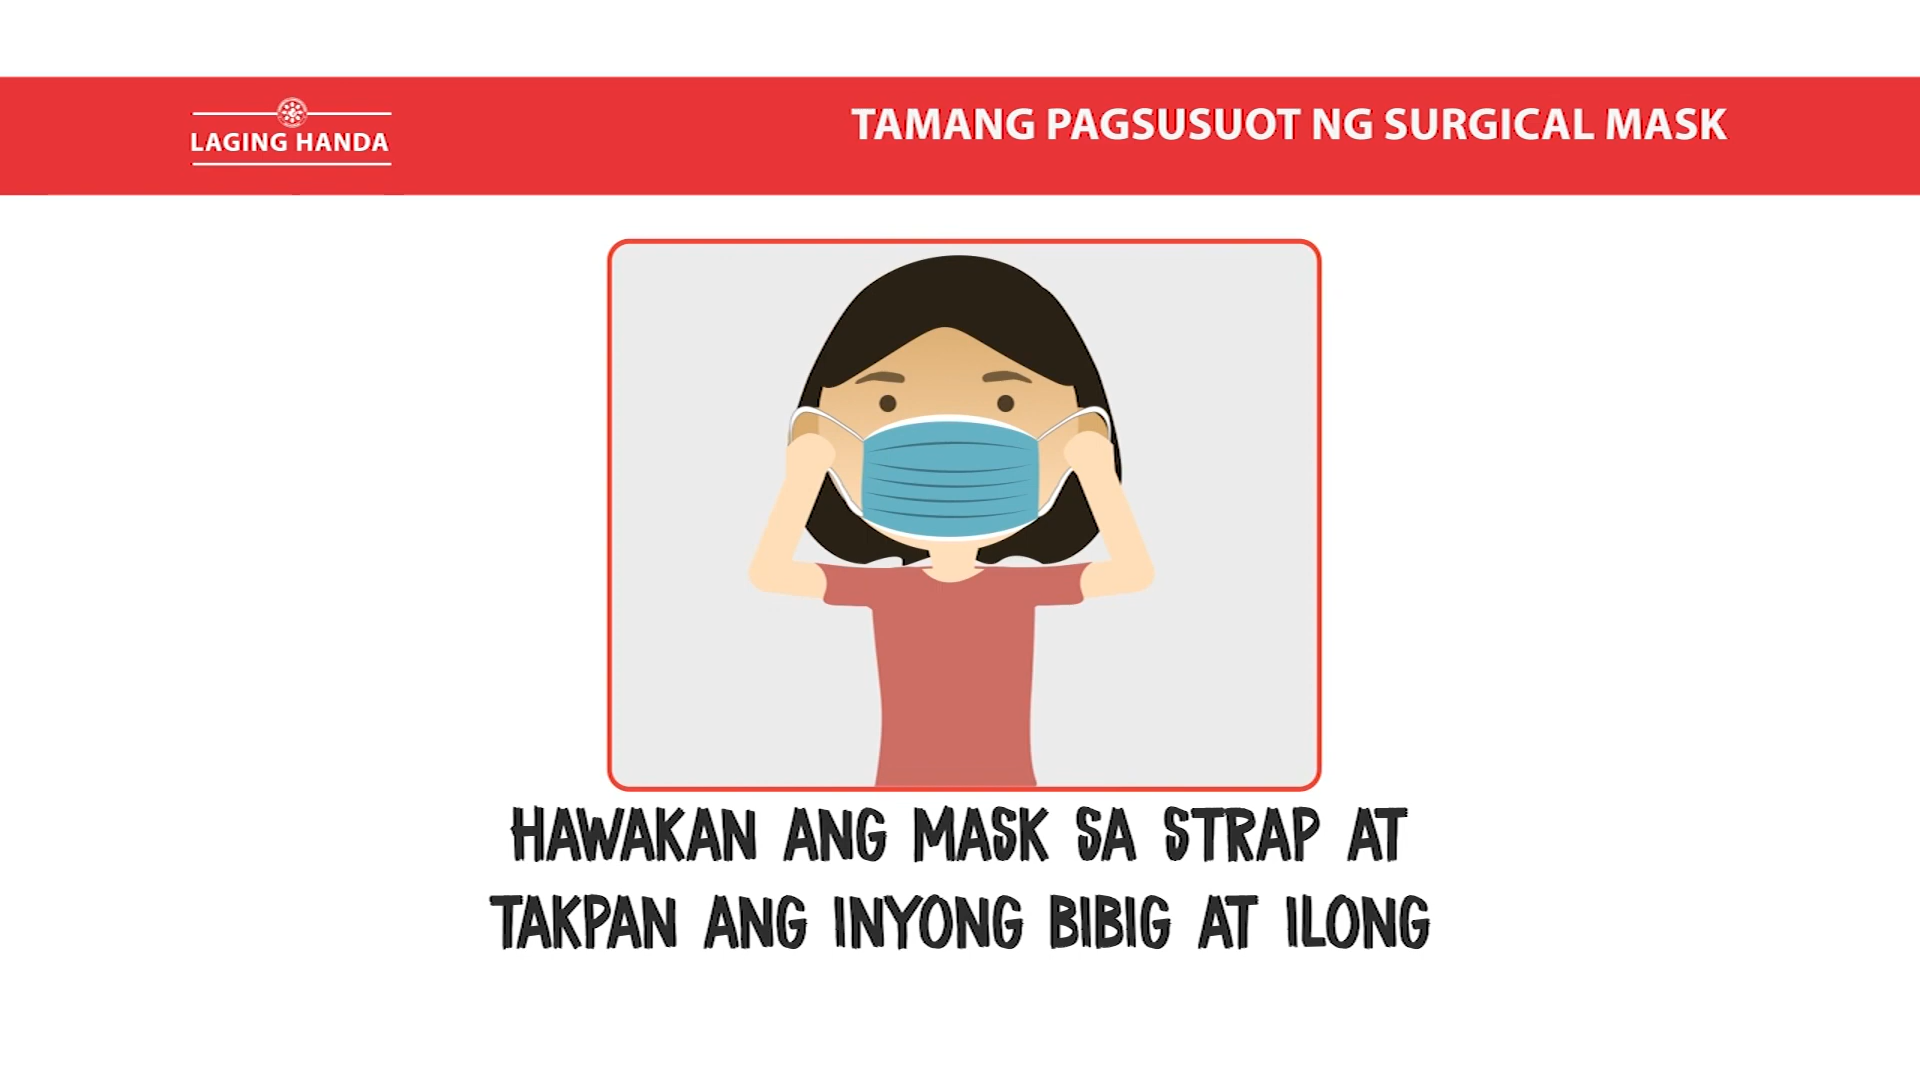 LAGING HANDA
TAMANG PAGSUSUOT NG SURGICAL MASK
HAWAKAN ANG MASK SA STRAP AT
TAKPAN ANG INYONG BIBIG AT ILONG